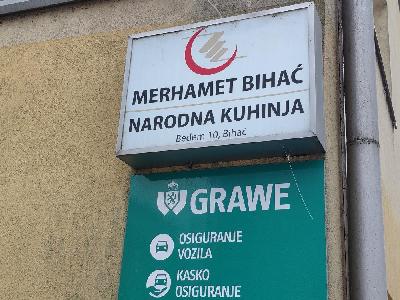 MERHAMET BIHAĆ
NARODNA KUHINJA
Bedem 10, Bihać
GRAWE
OSIGURANJE
VOZILA
KASKO
OSIGURANJE